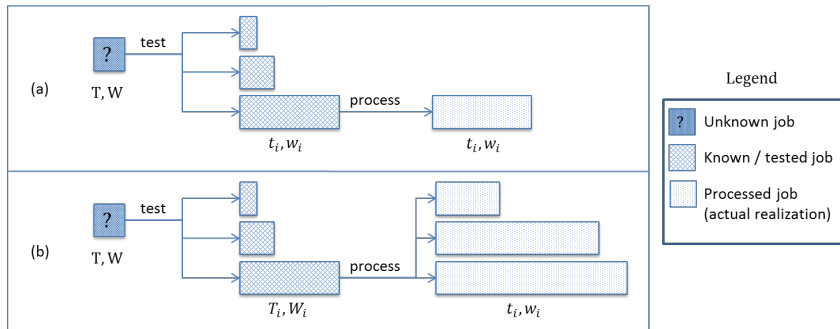 (a)
?
T, W
test
process
t_i, w_i
t_i, w_i
(b)
?
T, W
test
process
T_i, W_i
t_i, w_i
Legend
? Unknown job
Known / tested job
Processed job
(actual realization)